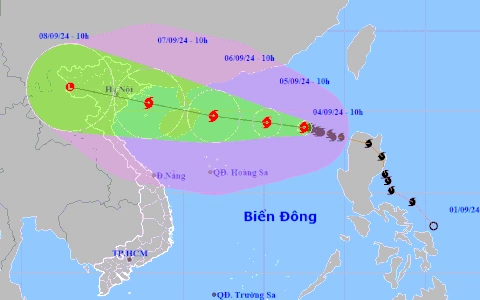 08/09/24 - 10h
07/09/24 - 10h
06/09/24 - 10h
05/09/24 - 10h
04/09/24 - 10h
Hà Nội
L
Đ.Nẵng
QĐ. Hoàng Sa
01/09/24
Biển Đông
TP.HCM
QĐ. Trường Sa